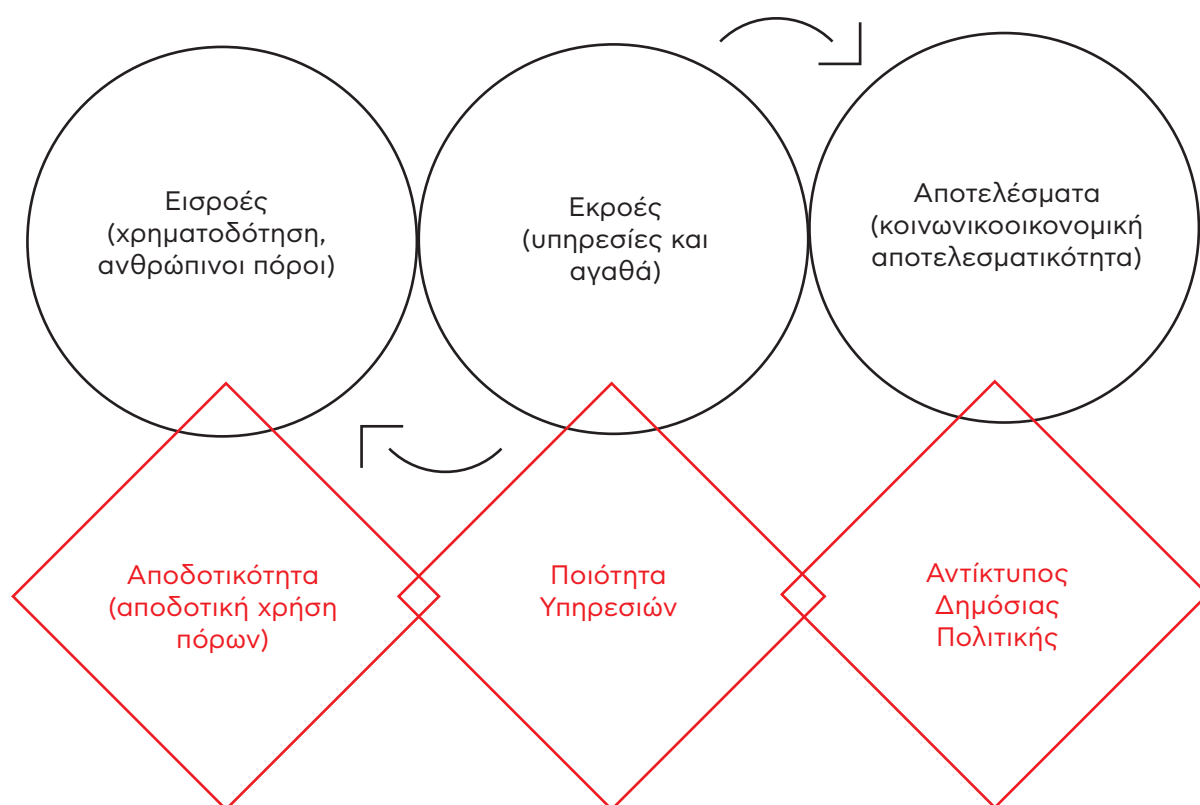 Εισροές
(χρηματοδότηση,
ανθρώπινοι πόροι)
Εκροές
(υπηρεσίες και
αγαθά)
Αποτελέσματα
(κοινωνικοοικονομική
αποτελεσματικότητα)
Αποδοτικότητα
(αποδοτική χρήση
πόρων)
Ποιότητα
Υπηρεσιών
Αντίκτυπος
Δημόσιας
Πολιτικής